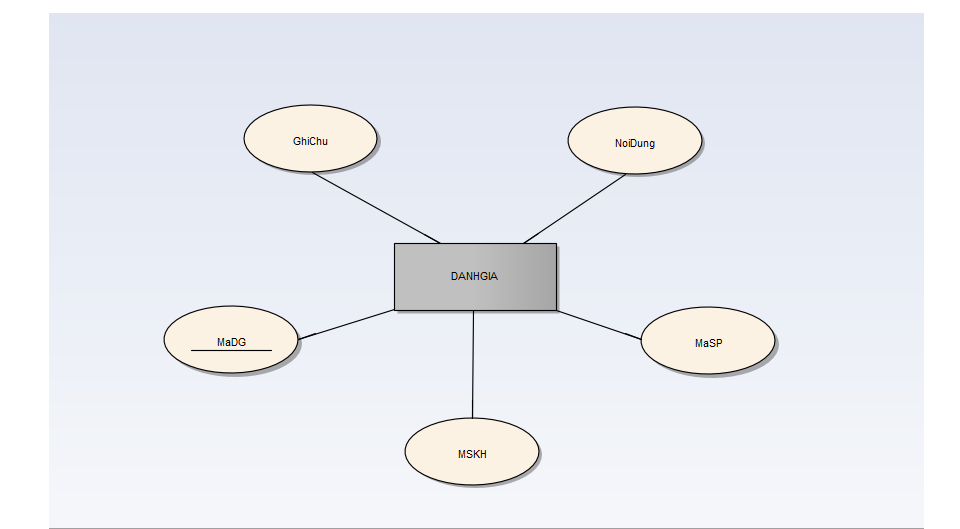 GhiChu
NoiDung
DANHGIA
MaDG
MaSP
MSKH